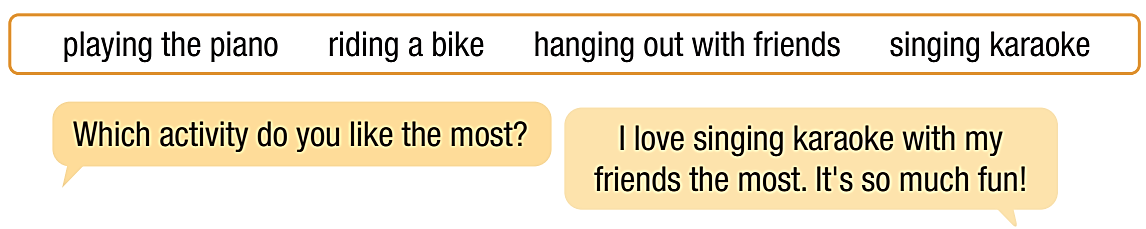 playing the piano riding a bike hanging out with friends singing karaoke
Which activity do you like the most?
I love singing karaoke with my
friends the most. It's so much fun!